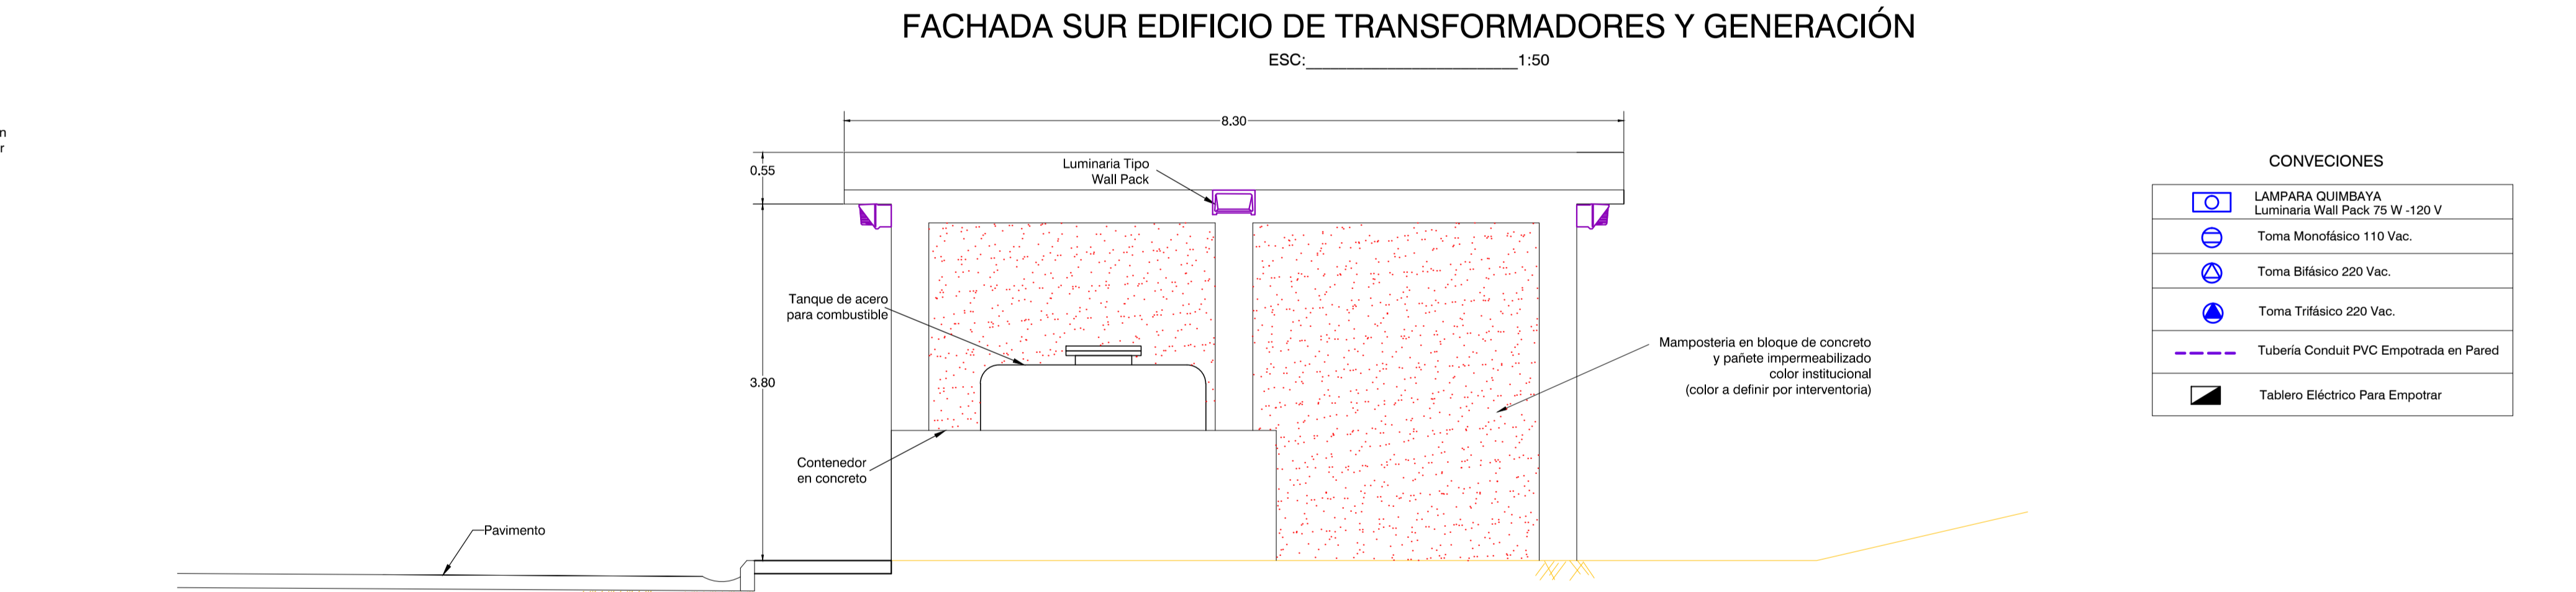 FACHADA SUR EDIFICIO DE TRANSFORMADORES Y GENERACIÓN
ESC:________________________1:50
n
r
8.30
0.55
Luminaria Tipo
Wall Pack
Tanque de acero
para combustible
3.80
Contenedor
en concreto
Pavimento
Mamposteria en bloque de concreto
y pañete impermeabilizado
color institucional
(color a definir por interventoria)
CONVECIONES
LAMPARA QUIMBAYA
Luminaria Wall Pack 75 W -120 V
Toma Monofásico 110 Vac.
Toma Bifásico 220 Vac.
Toma Trifásico 220 Vac.
Tubería Conduit PVC Empotrada en Pared
Tablero Eléctrico Para Empotrar